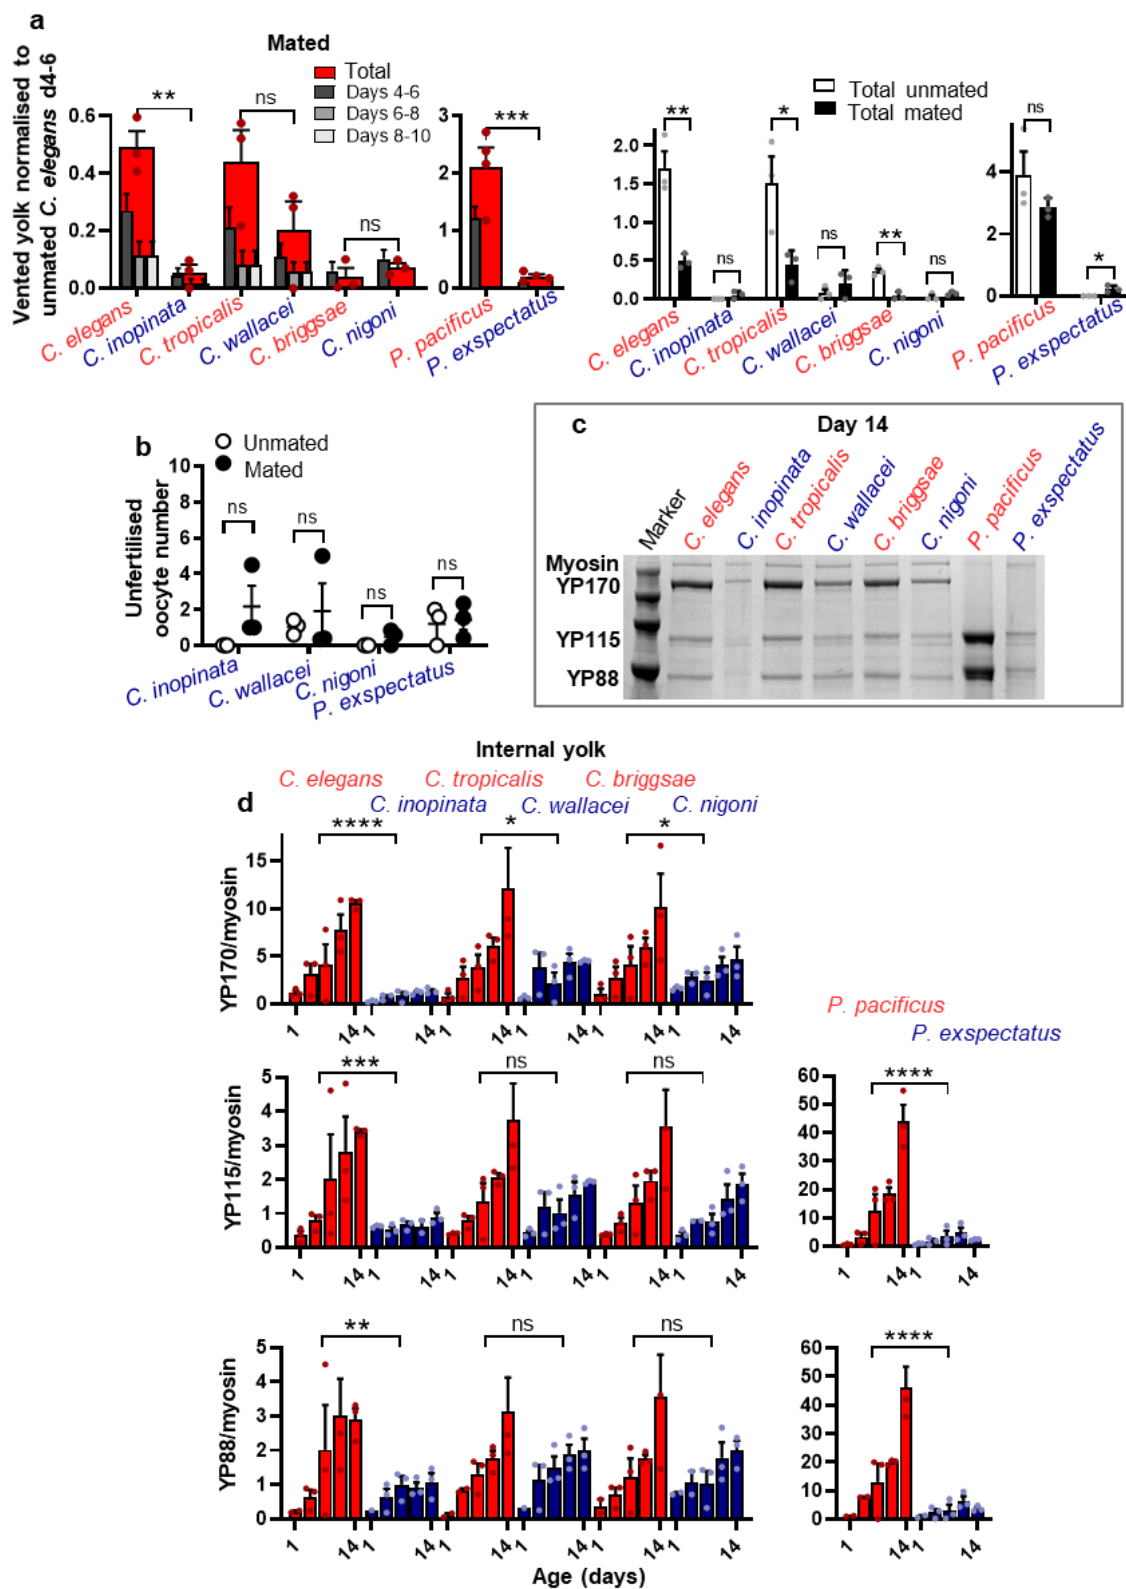 a
Vented yolk normalised to
unmated C. elegans d4-6
Mated
Total
Days 4-6
Days 6-8
Days 8-10
0.6
0.4
0.2
0.0
** ns ns
3
2
1
0
***
C. elegans
C. inopinata
C. tropicalis
C. wallacei
C. briggsae
C. nigoni
P. pacificus
P. exspectatus
Total unmated
Total mated
2.0
1.5
1.0
0.5
0.0
** ns * ns ** ns
4
2
0
ns *
C. elegans
C. inopinata
C. tropicalis
C. wallacei
C. briggsae
C. nigoni
P. pacificus
P. exspectatus
b
Unmated
Mated
Unfertilised
oocyte number
10
8
6
4
2
0
ns ns ns ns
C. inopinata
C. wallacei
C. nigoni
P. exspectatus
c
Day 14
Marker
C. elegans
C. inopinata
C. tropicalis
C. wallacei
C. briggsae
C. nigoni
P. pacificus
P. exspectatus
Myosin
YP170
YP115
YP88
Internal yolk
d
C. elegans C. tropicalis C. briggsae
C. inopinata C. wallacei C. nigoni
YP170/myosin
15
10
5
0
**** * *
1 14 1 14 1 14 1 14 1 14 1 14
P. pacificus
P. exspectatus
YP115/myosin
5
4
3
2
1
0
*** ns ns
1 14 1 14 1 14 1 14 1 14 1 14
60
50
40
30
20
10
0
****
1 14 1 14
YP88/myosin
5
4
3
2
1
0
** ns ns
1 14 1 14 1 14 1 14 1 14 1 14
60
50
40
30
20
10
0
****
1 14 1 14
Age (days)